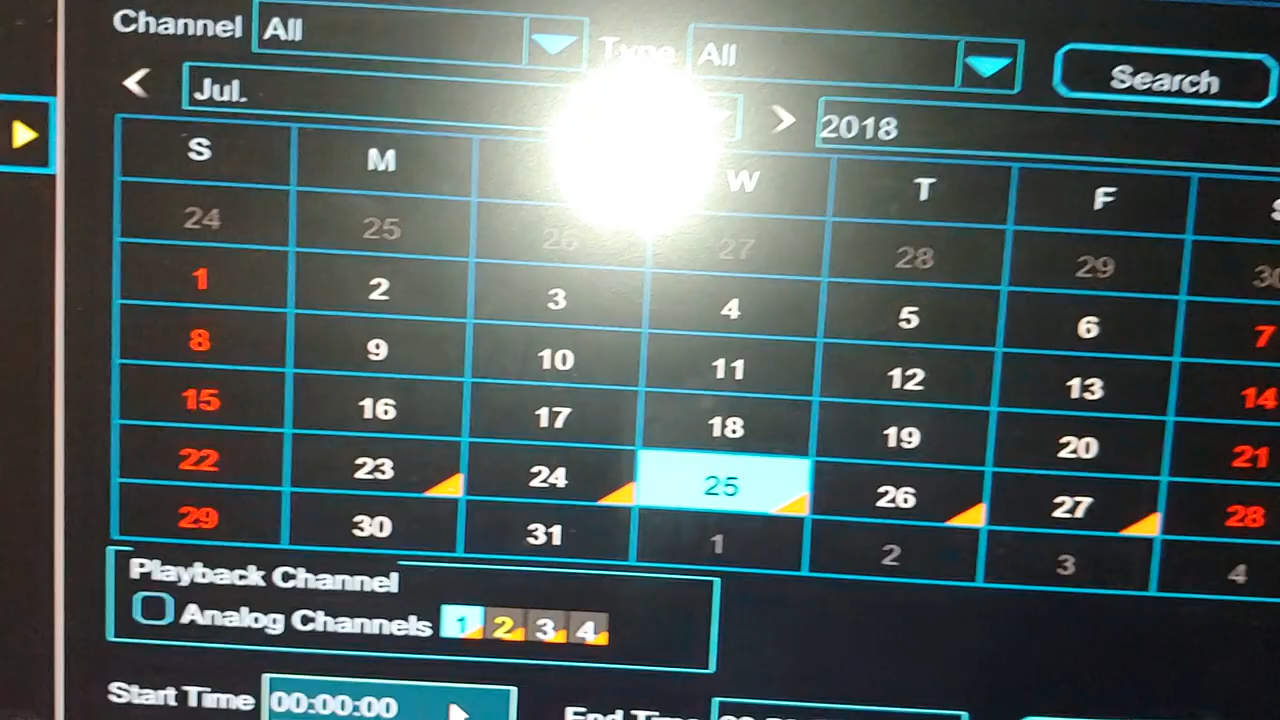 Channel All Type All Search
Jul. 2018
S M W T F
24 25 26 27 28 29 30
1 2 3 4 5 6 7
8 9 10 11 12 13 14
15 16 17 18 19 20 21
22 23 24 25 26 27 28
29 30 31 1 2 3 4
Playback Channel
Analog Channels 1 2 3 4
Start Time 00:00:00 End Time